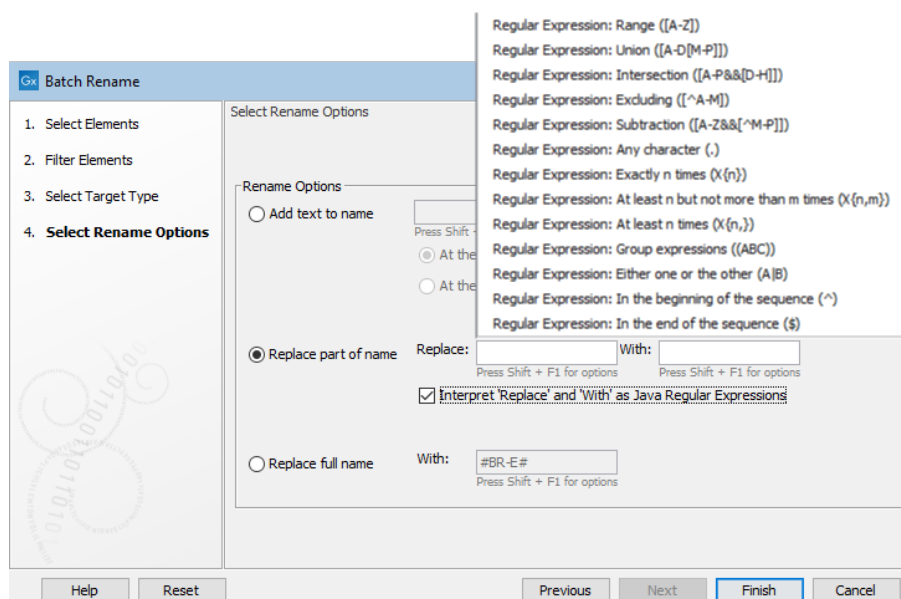 Regular Expression: Range ([A-Z])
Regular Expression: Union ([A-D[M-P]])
Regular Expression: Intersection ([A-P&&[D-H]])
Regular Expression: Excluding ([^A-M])
Regular Expression: Subtraction ([A-Z&&[^M-P]])
Regular Expression: Any character (.)
Regular Expression: Exactly n times (X{n})
Regular Expression: At least n but not more than m times (X{n,m})
Regular Expression: At least n times (X{n,})
Regular Expression: Group expressions ((ABC))
Regular Expression: Either one or the other (A|B)
Regular Expression: In the beginning of the sequence (^)
Regular Expression: In the end of the sequence ($)
Gx Batch Rename
1. Select Elements
2. Filter Elements
3. Select Target Type
4. Select Rename Options
Select Rename Options
Rename Options
Add text to name
Press Shift
At the
At the
Replace part of name
Replace:
With:
Press Shift + F1 for options
Press Shift + F1 for options
Interpret 'Replace' and 'With' as Java Regular Expressions
Replace full name
With:
#BR-E#
Press Shift + F1 for options
Help
Reset
Previous
Next
Finish
Cancel